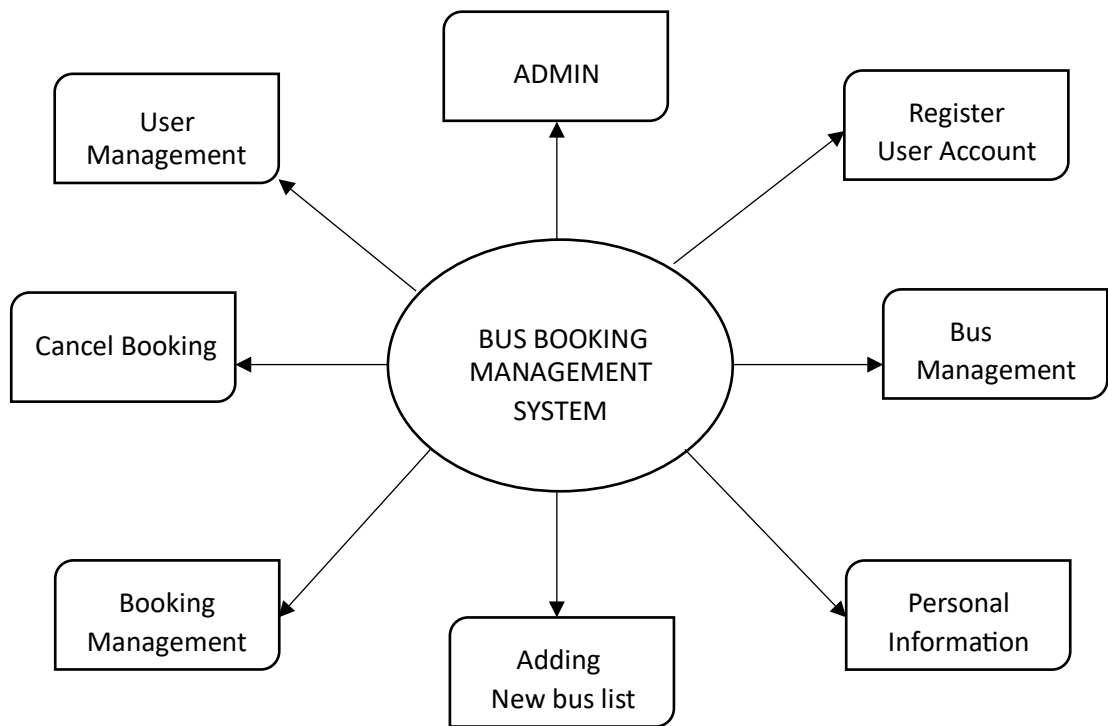 ADMIN
User
Management
Register
User Account
Cancel Booking
BUS BOOKING
MANAGEMENT
SYSTEM
Bus
Management
Booking
Management
Adding
New bus list
Personal
Information